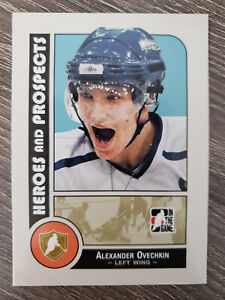 HEROES AND PROSPECTS
IN THE GAME
ALEXANDER OVECHKIN
~ LEFT WING ~